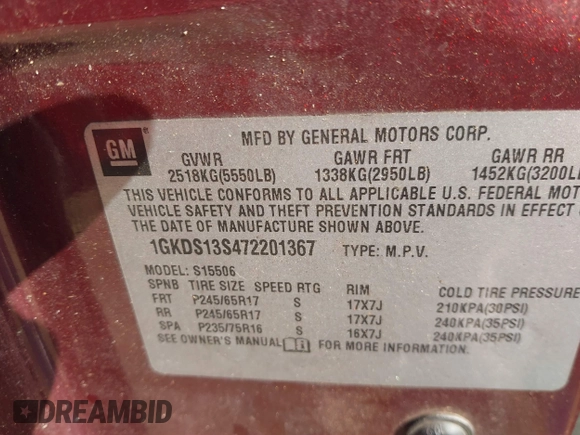 GM
MFD BY GENERAL MOTORS CORP.
GVWR GAWR FRT GAWR RR
2518KG(5550LB) 1338KG(2950LB) 1452KG(3200L
THIS VEHICLE CONFORMS TO ALL APPLICABLE U.S. FEDERAL MOT
VEHICLE SAFETY AND THEFT PREVENTION STANDARDS IN EFFECT
THE DATE OF MANUFACTURE SHOWN ABOVE.
1GKDS13S472201367 TYPE: M.P.V.
MODEL: S15506
SPNB TIRE SIZE SPEED RTG RIM COLD TIRE PRESSURE
FRT P245/65R17 S 17X7J 210KPA(30PSI)
RR P245/65R17 S 17X7J 240KPA(35PSI)
SPA P235/75R16 S 16X7J 240KPA(35PSI)
SEE OWNER'S MANUAL FOR MORE INFORMATION.
DREAMBID